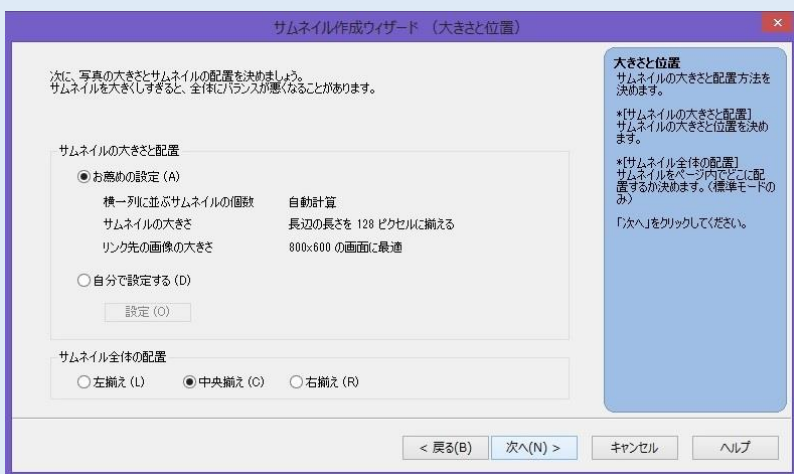 サムネイル作成ウィザード （大きさと位置）
次に、写真の大きさとサムネイルの配置を決めましょう。
サムネイルを大きくしすぎると、全体にバランスが悪くなることがあります。
サムネイルの大きさと配置
お薦めの設定(A)
横一列に並ぶサムネイルの個数 自動計算
サムネイルの大きさ 長辺の長さを 128 ピクセルに揃える
リンク先の画像の大きさ 800x600 の画面に最適
自分で設定する(D)
設定(O)
サムネイル全体の配置
左揃え(L) 中央揃え(C) 右揃え(R)
大きさと位置
サムネイルの大きさと配置方法を
決めます。
*[サムネイルの大きさと配置]
サムネイルの大きさと位置を決め
ます。
*[サムネイル全体の配置]
サムネイルをページ内でどこに配
置するか決めます。(標準モードの
み)
「次へ」をクリックしてください。
< 戻る(B) 次へ(N) > キャンセル ヘルプ